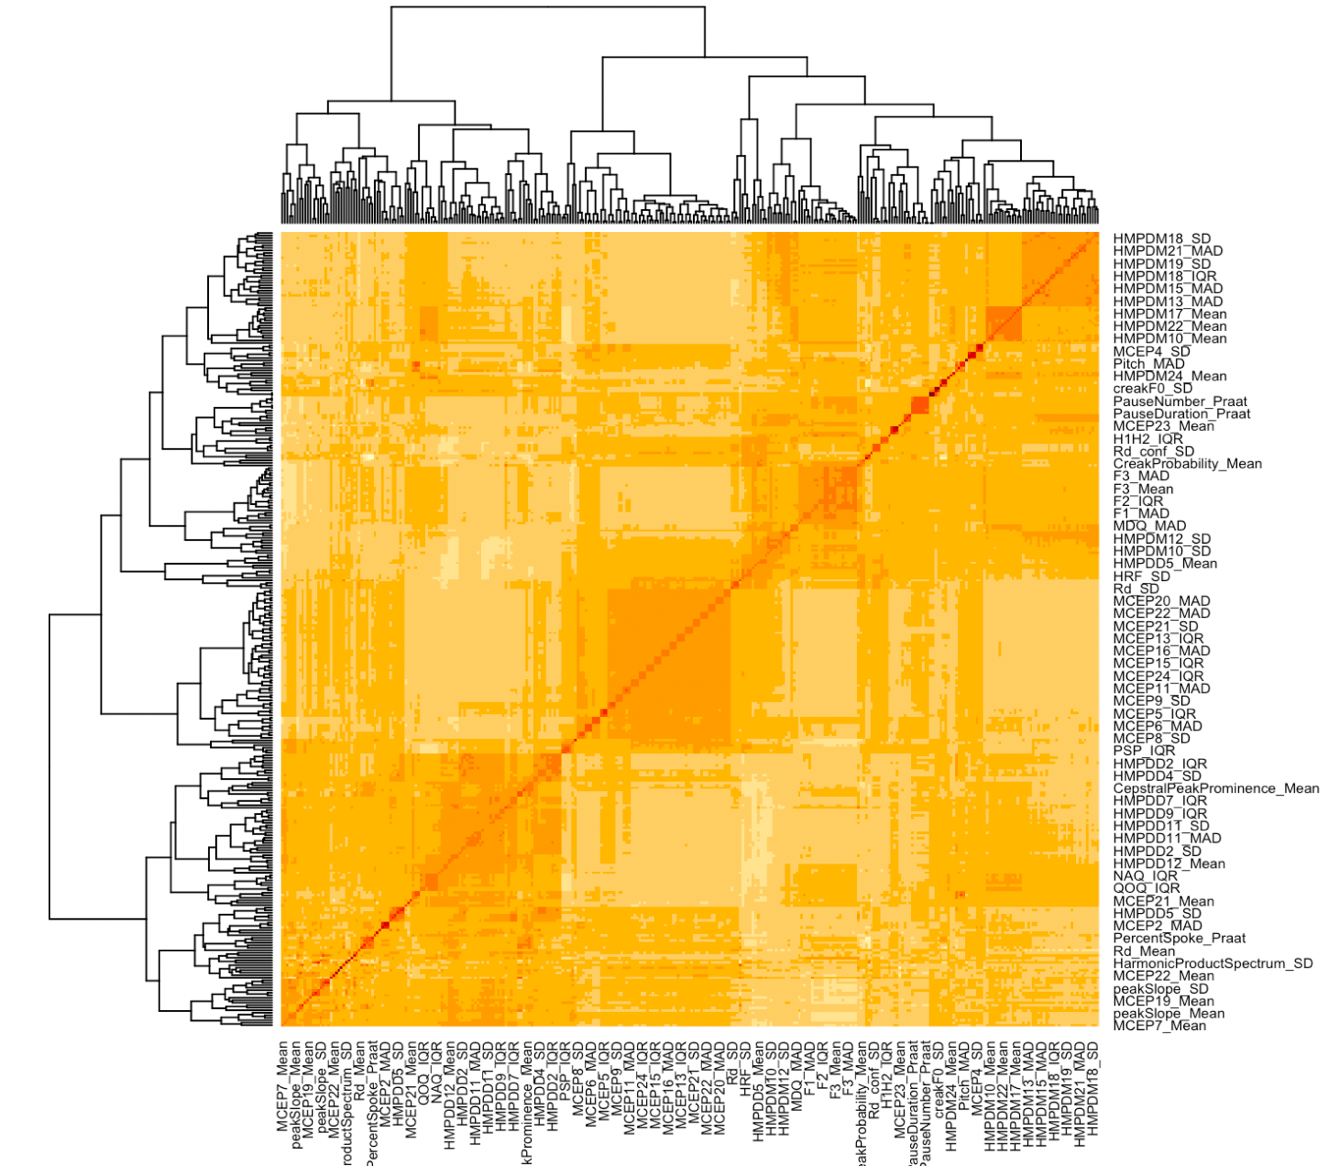 HMPDM18_SD
HMPDM21_MAD
HMPDM19_SD
HMPDM18_IQR
HMPDM15_MAD
HMPDM13_MAD
HMPDM17_Mean
HMPDM22_Mean
HMPDM10_Mean
MCEP4_SD
Pitch_MAD
HMPDM24_Mean
creakF0_SD
PauseNumber_Praat
PauseDuration_Praat
MCEP23_Mean
H1H2_IQR
Rd_conf_SD
CreakProbability_Mean
F3_MAD
F3_Mean
F2_IQR
F1_MAD
MDQ_MAD
HMPDM12_SD
HMPDM10_SD
HMPDD5_Mean
HRF_SD
Rd_SD
MCEP20_MAD
MCEP22_MAD
MCEP21_SD
MCEP13_IQR
MCEP16_MAD
MCEP15_IQR
MCEP24_IQR
MCEP11_MAD
MCEP9_SD
MCEP5_IQR
MCEP6_MAD
MCEP8_SD
PSP_IQR
HMPDD2_IQR
HMPDD4_SD
CepstralPeakProminence_Mean
HMPDD7_IQR
HMPDD9_IQR
HMPDD11_SD
HMPDD11_MAD
HMPDD2_SD
HMPDD12_Mean
NAQ_IQR
QOQ_IQR
MCEP21_Mean
HMPDD5_SD
MCEP2_MAD
PercentSpoke_Praat
Rd_Mean
HarmonicProductSpectrum_SD
MCEP22_Mean
peakSlope_SD
MCEP19_Mean
peakSlope_Mean
MCEP7_Mean
MCEP7_Mean
peakSlope_Mean
MCEP19_Mean
peakSlope_SD
MCEP22_Mean
roductSpectrum_SD
Rd_Mean
PercentSpoke_Praat
MCEP2_MAD
HMPDD5_SD
MCEP21_Mean
QOQ_IQR
NAQ_IQR
HMPDD12_Mean
HMPDD2_SD
HMPDD11_MAD
HMPDD11_SD
HMPDD9_IQR
HMPDD7_IQR
kProminence_Mean
HMPDD4_SD
HMPDD2_IQR
PSP_IQR
MCEP8_SD
MCEP6_MAD
MCEP5_IQR
MCEP9_SD
MCEP11_MAD
MCEP24_IQR
MCEP15_IQR
MCEP16_MAD
MCEP13_IQR
MCEP21_SD
MCEP22_MAD
MCEP20_MAD
Rd_SD
HRF_SD
HMPDD5_Mean
HMPDM10_SD
HMPDM12_SD
MDQ_MAD
F1_MAD
F2_IQR
F3_Mean
F3_MAD
eakProbability_Mean
Rd_conf_SD
H1H2_IQR
MCEP23_Mean
PauseDuration_Praat
PauseNumber_Praat
creakF0_SD
HMPDM24_Mean
Pitch_MAD
MCEP4_SD
HMPDM10_Mean
HMPDM22_Mean
HMPDM17_Mean
HMPDM13_MAD
HMPDM15_MAD
HMPDM18_IQR
HMPDM19_SD
HMPDM21_MAD
HMPDM18_SD